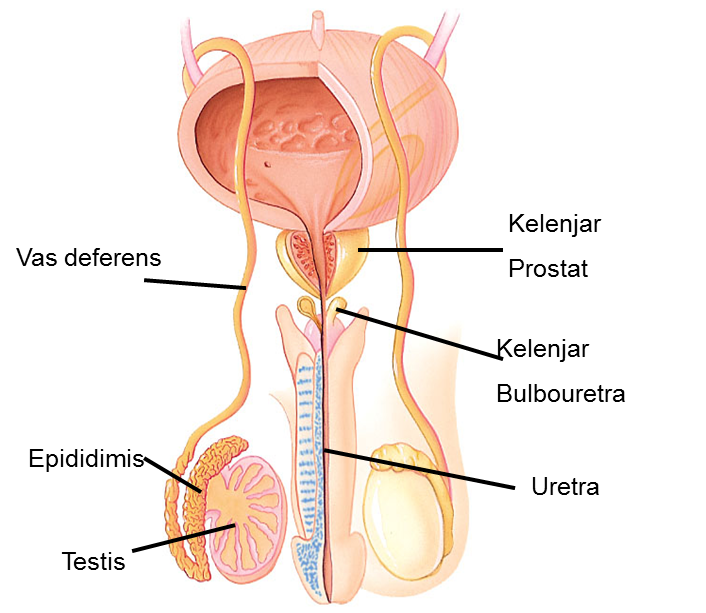 Kelenjar
Prostat
Vas deferens
Kelenjar
Bulbouretra
Epididimis
Uretra
Testis